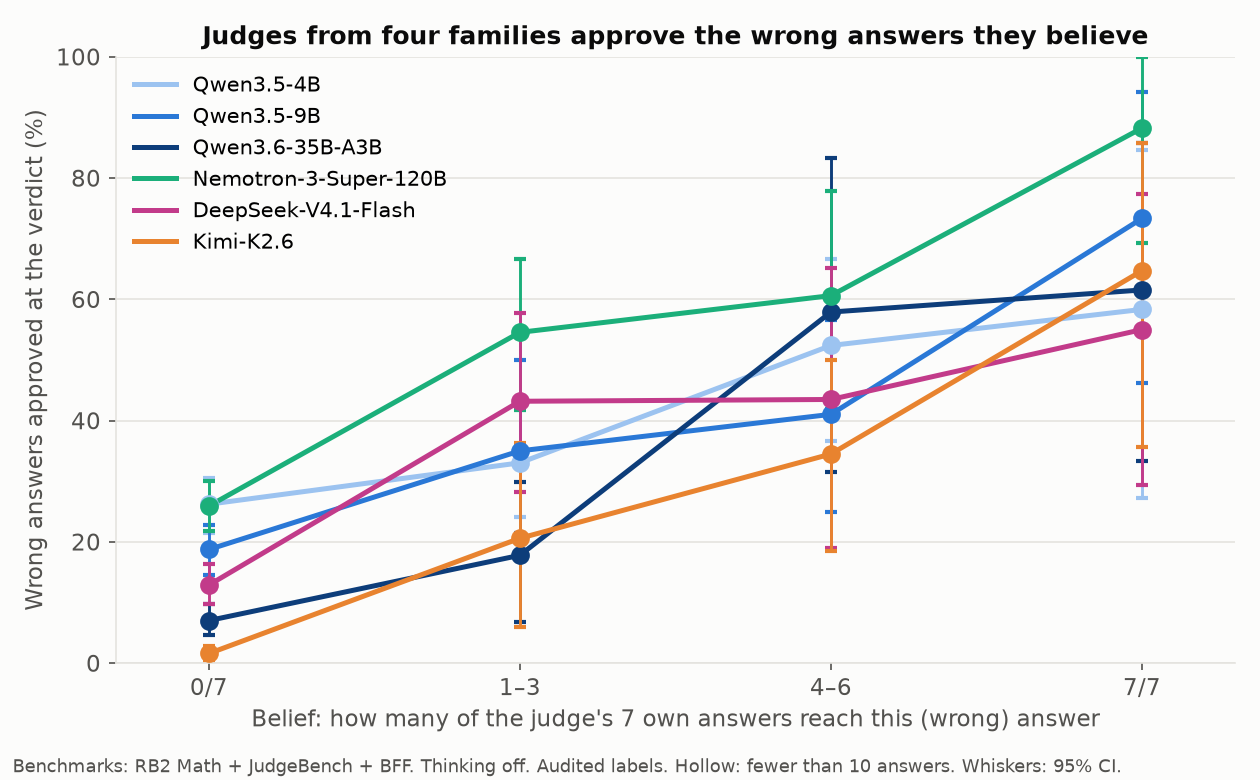 Judges from four families approve the wrong answers they believe
Wrong answers approved at the verdict (%)
100
80
60
40
20
0
Qwen3.5-4B
Qwen3.5-9B
Qwen3.6-35B-A3B
Nemotron-3-Super-120B
DeepSeek-V4.1-Flash
Kimi-K2.6
0/7
1–3
4–6
7/7
Belief: how many of the judge's 7 own answers reach this (wrong) answer
Benchmarks: RB2 Math + JudgeBench + BFF. Thinking off. Audited labels. Hollow: fewer than 10 answers. Whiskers: 95% CI.